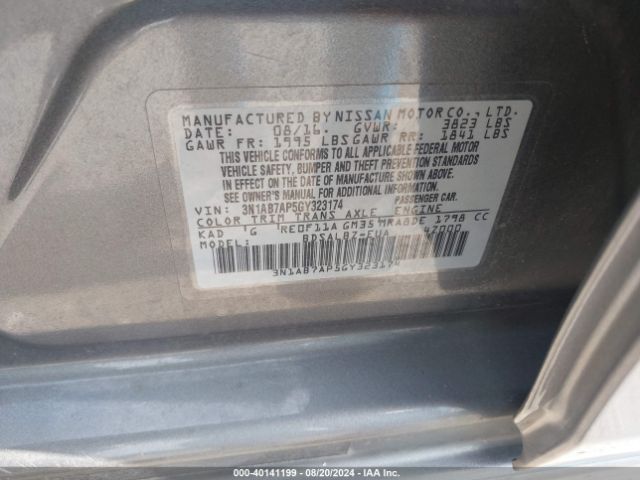 MANUFACTURED BY NISSAN MOTOR CO., LTD.
DATE: 08/16 GVWR: 3823 LBS
GAWR FR: 1995 LBS GAWR RR: 1841 LBS
THIS VEHICLE CONFORMS TO ALL APPLICABLE FEDERAL MOTOR
VEHICLE SAFETY, BUMPER AND THEFT PREVENTION STANDARDS
IN EFFECT ON THE DATE OF MANUFACTURE SHOWN ABOVE.
SEE OWNER'S MANUAL FOR ADDITIONAL INFORMATION.
VIN: 3N1AB7AP5GY323174 PASSENGER CAR.
COLOR TRIM TRANS AXLE ENGINE
KAD G RE0F11A GM35 MRA8DE 1798 CC
MODEL: BDSALBZ-EUA 47000
3N1AB7AP5GY323174
000-40141199 - 08/20/2024 - IAA Inc.